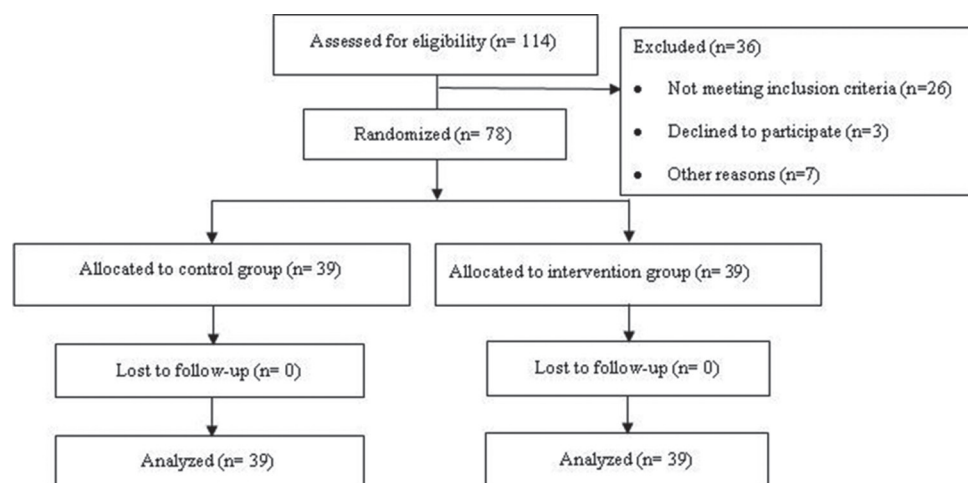 Assessed for eligibility (n= 114)
Excluded (n=36)
● Not meeting inclusion criteria (n=26)
● Declined to participate (n=3)
● Other reasons (n=7)
Randomized (n= 78)
Allocated to control group (n= 39)
Allocated to intervention group (n= 39)
Lost to follow-up (n= 0)
Lost to follow-up (n= 0)
Analyzed (n= 39)
Analyzed (n= 39)